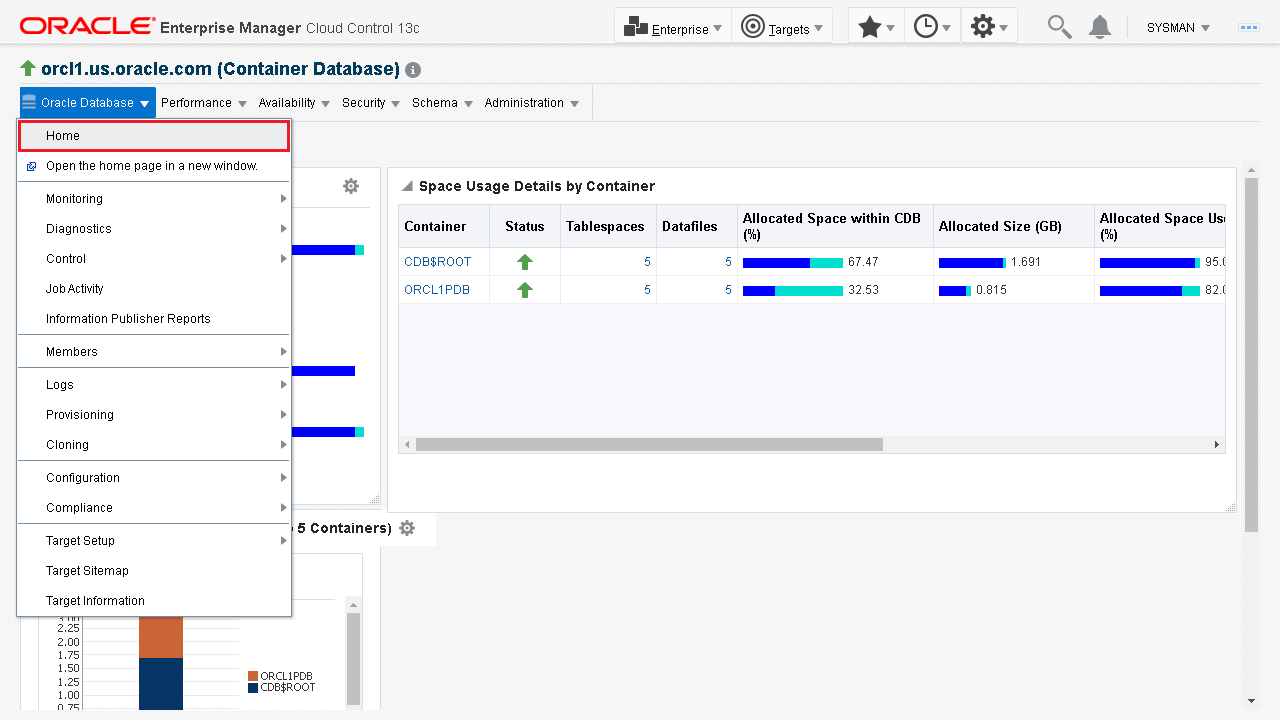 ORACLE Enterprise Manager Cloud Control 13c
Enterprise
Targets
SYSMAN
orcl1.us.oracle.com (Container Database)
Oracle Database
Performance
Availability
Security
Schema
Administration
Home
Open the home page in a new window.
Monitoring
Diagnostics
Control
Job Activity
Information Publisher Reports
Members
Logs
Provisioning
Cloning
Configuration
Compliance
Target Setup
Target Sitemap
Target Information
Space Usage Details by Container
Container Status Tablespaces Datafiles Allocated Space within CDB (%) Allocated Size (GB) Allocated Space (%)
CDB$ROOT 5 5 67.47 1.691
ORCL1PDB 5 5 32.53 0.815
5 Containers)
2.25
2.00
1.75
1.50
1.25
1.00
0.75
ORCL1PDB
CDB$ROOT